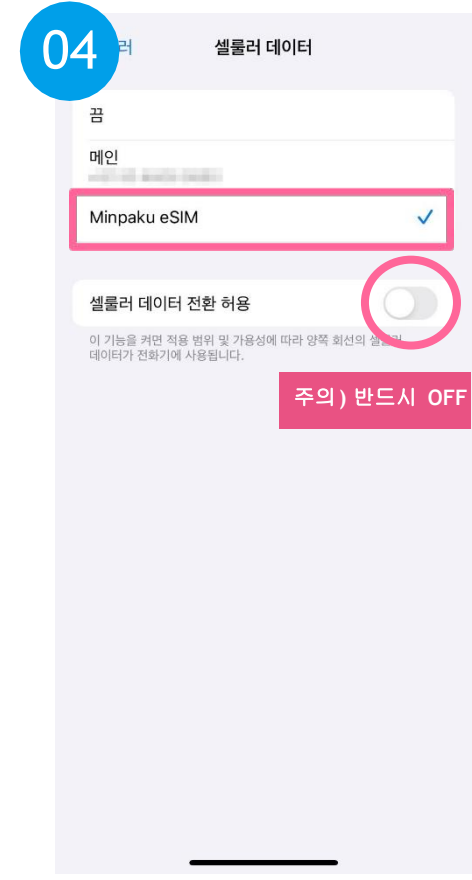 04
러
셀룰러 데이터
끔
메인
Minpaku eSIM
셀룰러 데이터 전환 허용
이 기능을 켜면 적용 범위 및 가용성에 따라 양쪽 회선의 셀룰러
데이터가 전화기에 사용됩니다.
주의) 반드시 OFF